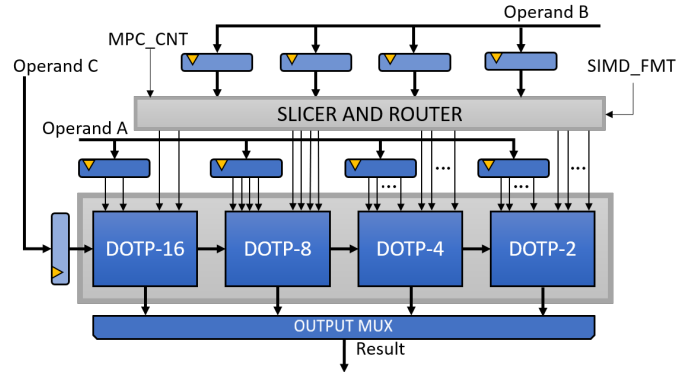 Operand B
MPC_CNT
Operand C
SIMD_FMT
SLICER AND ROUTER
Operand A
...
...
...
...
DOTP-16
DOTP-8
DOTP-4
DOTP-2
OUTPUT MUX
Result